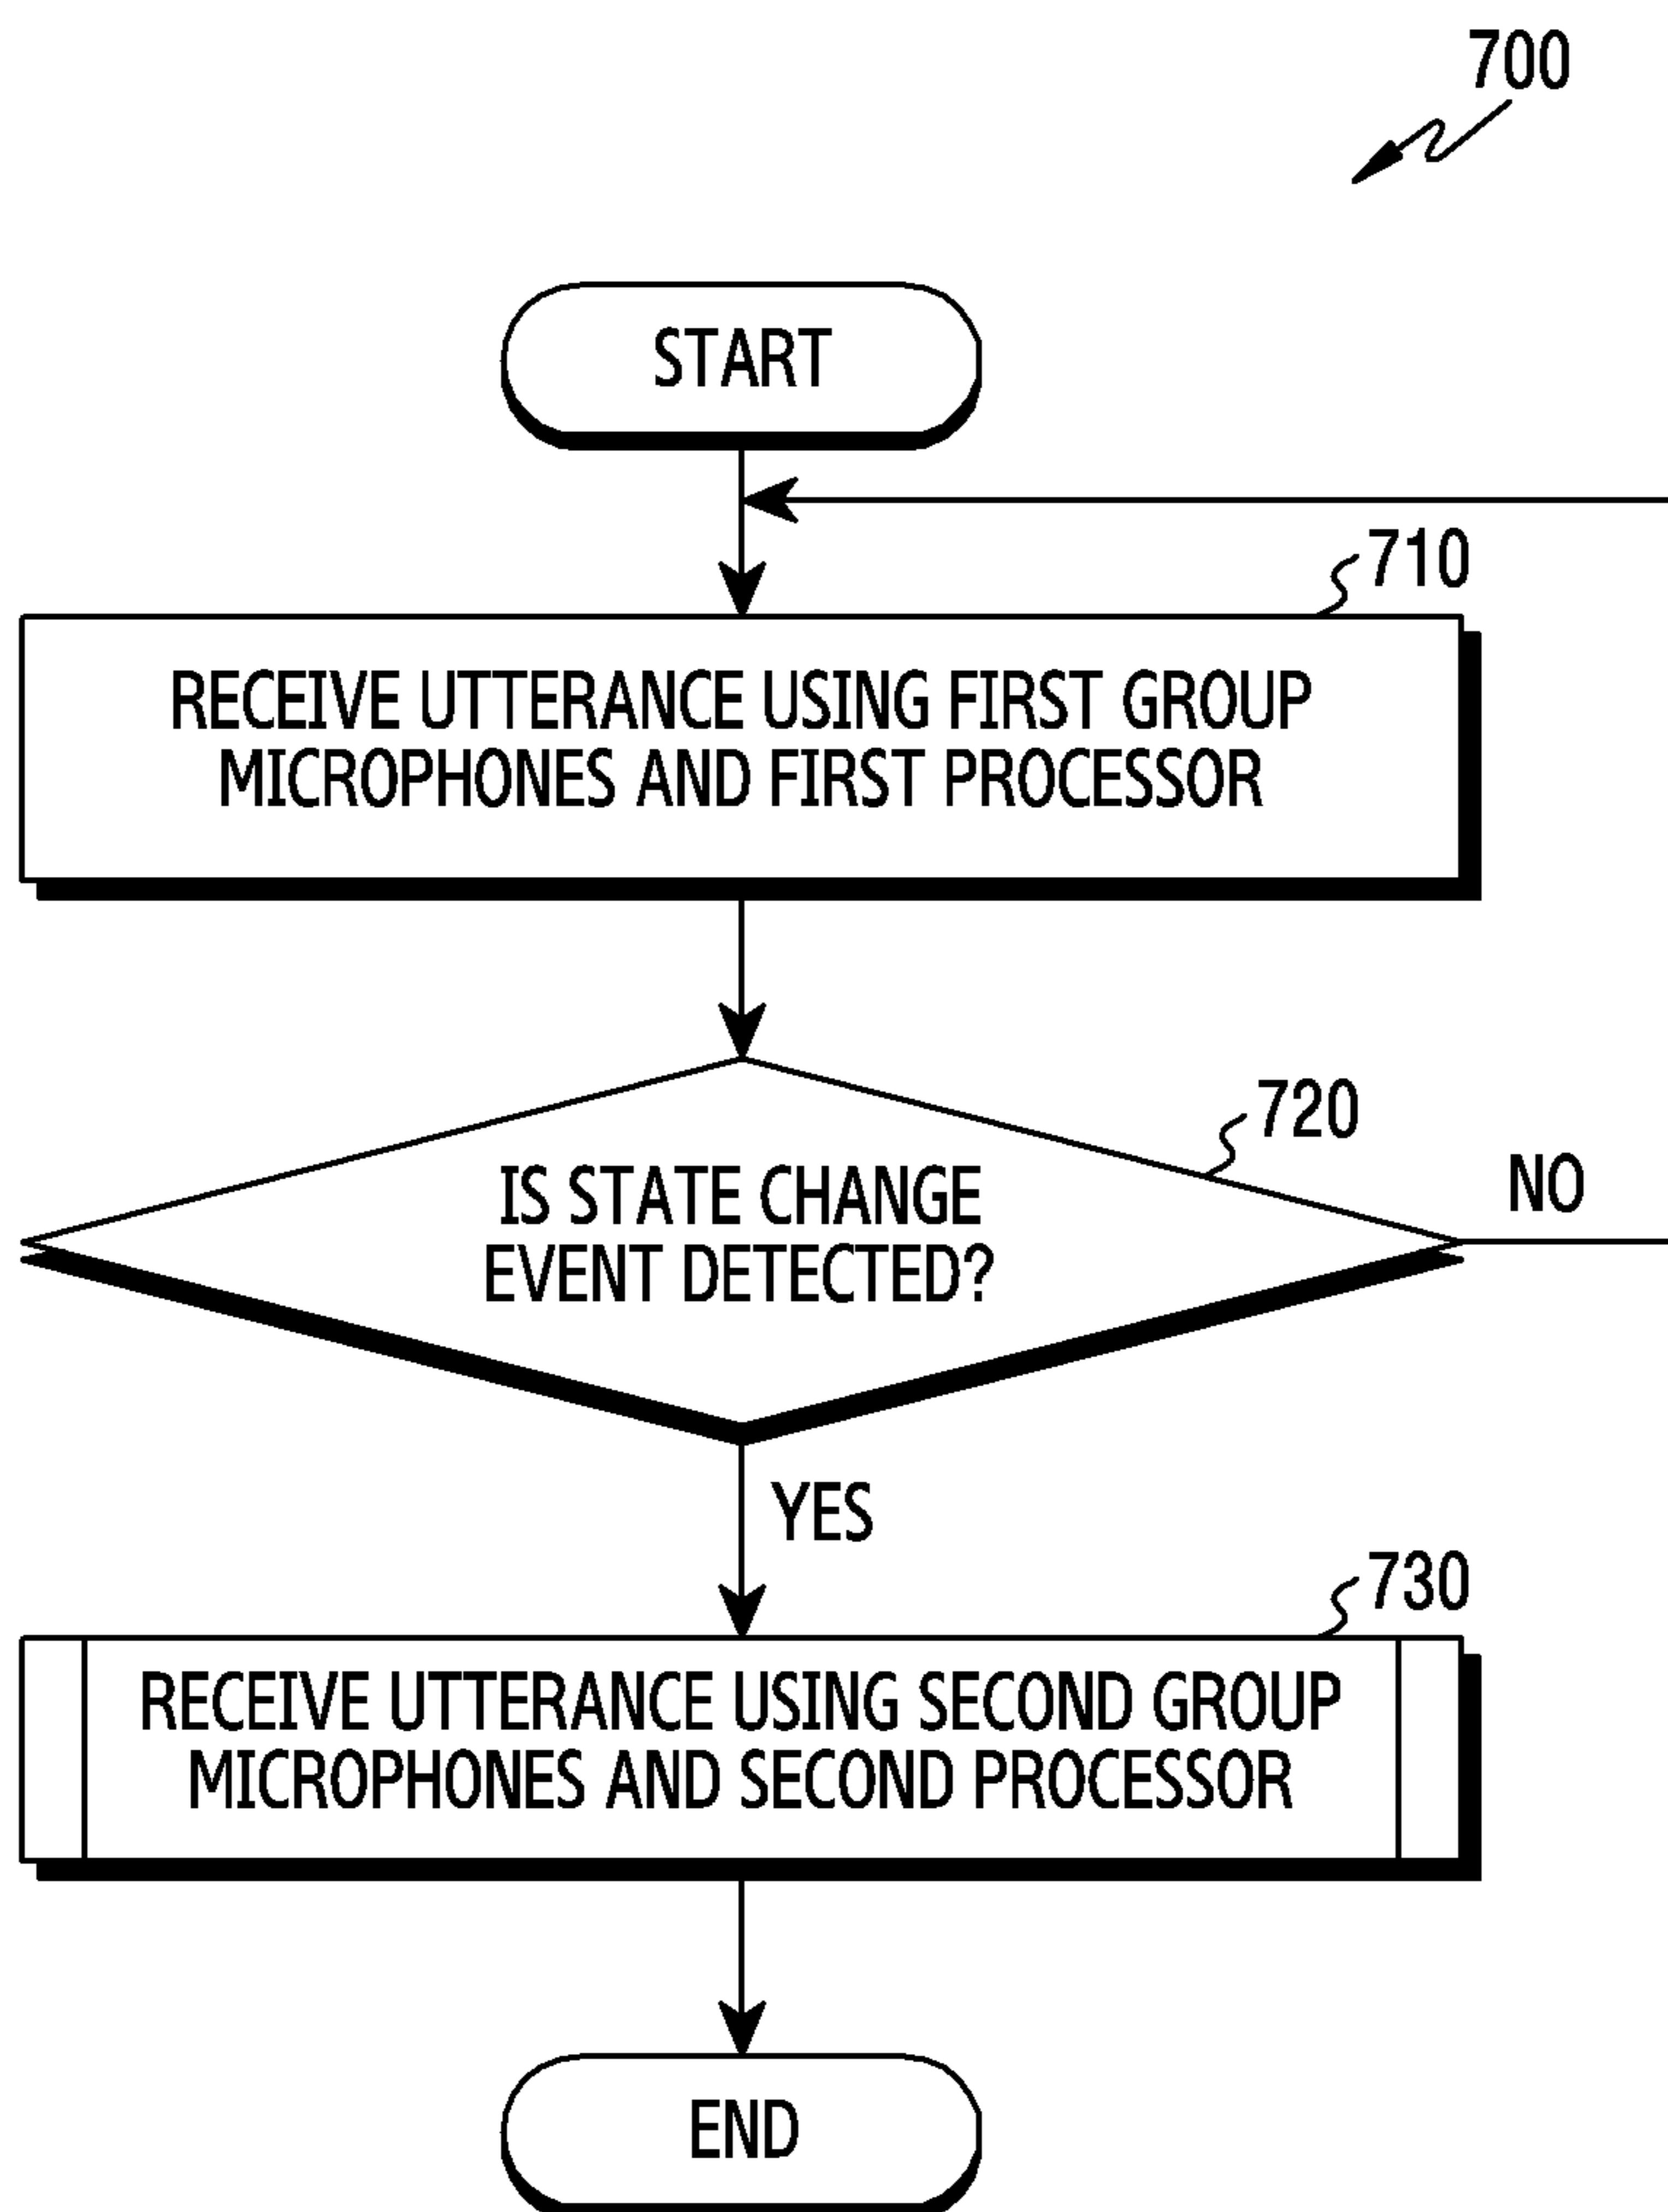 700
START
710
RECEIVE UTTERANCE USING FIRST GROUP
MICROPHONES AND FIRST PROCESSOR
720
IS STATE CHANGE
EVENT DETECTED?
NO
YES
730
RECEIVE UTTERANCE USING SECOND GROUP
MICROPHONES AND SECOND PROCESSOR
END